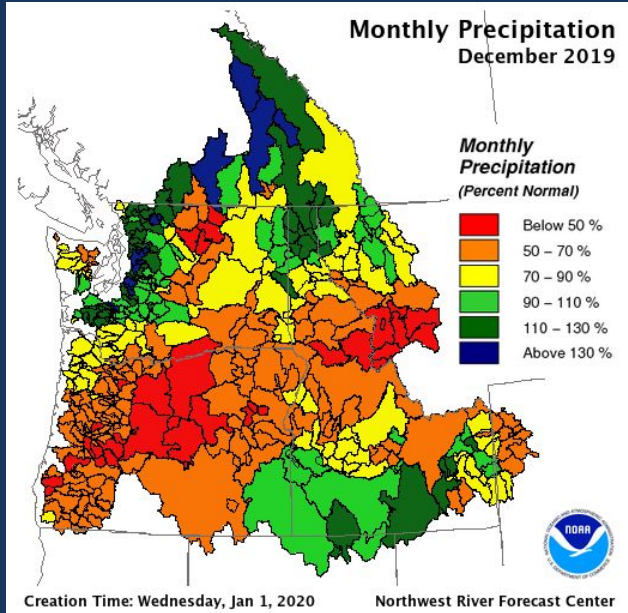 Monthly Precipitation
December 2019
Monthly
Precipitation
(Percent Normal)
Below 50 %
50 - 70 %
70 - 90 %
90 - 110 %
110 - 130 %
Above 130 %
NOAA
Creation Time: Wednesday, Jan 1, 2020
Northwest River Forecast Center